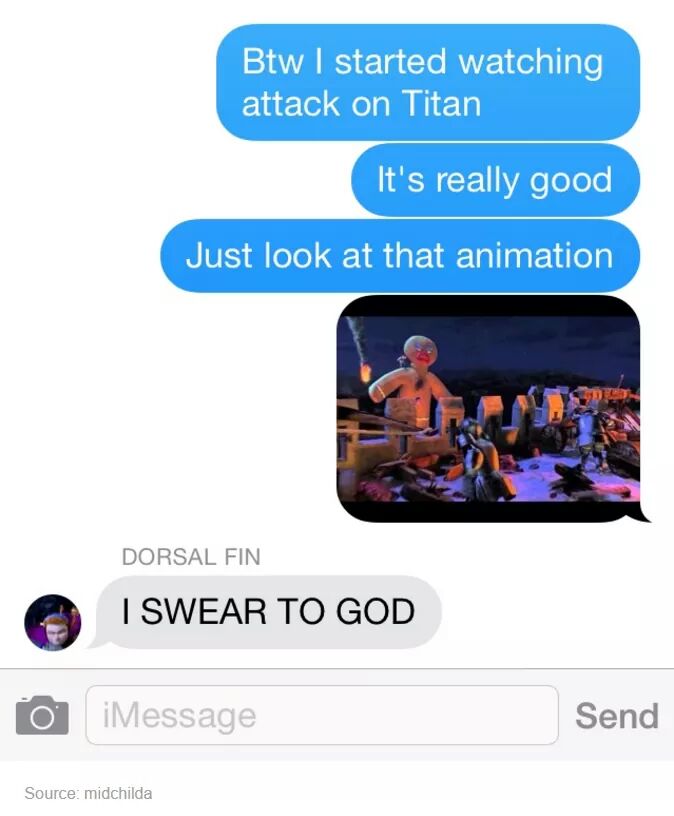 Btw I started watching
attack on Titan
It's really good
Just look at that animation
DORSAL FIN
I SWEAR TO GOD
iMessage
Send
Source: midchilda